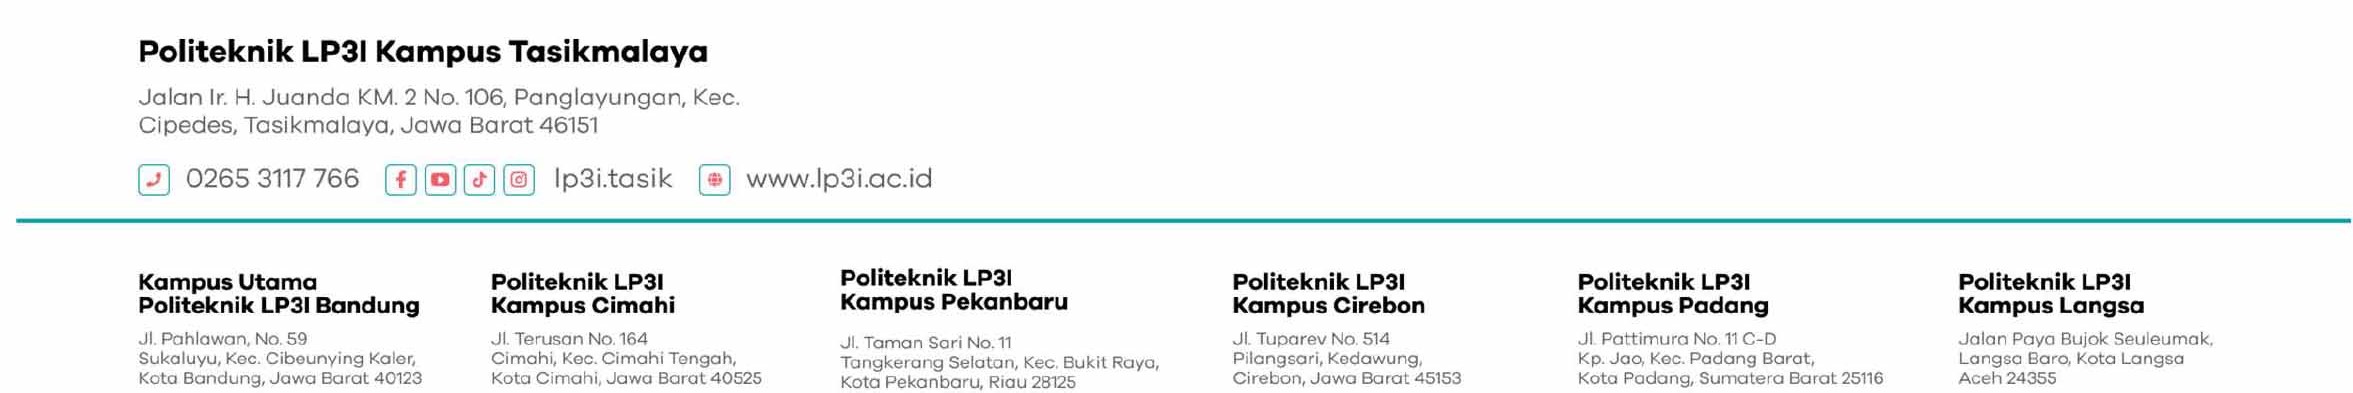 Politeknik LP3I Kampus Tasikmalaya
Jalan Ir. H. Juanda KM. 2 No. 106, Panglayungan, Kec.
Cipedes, Tasikmalaya, Jawa Barat 46151
0265 3117 766 lp3i.tasik www.lp3i.ac.id
Kampus Utama
Politeknik LP3I Bandung
Jl. Pahlawan, No. 59
Sukaluyu, Kec. Cibeunying Kaler,
Kota Bandung, Jawa Barat 40123
Politeknik LP3I
Kampus Cimahi
Jl. Terusan No. 164
Cimahi, Kec. Cimahi Tengah,
Kota Cimahi, Jawa Barat 40525
Politeknik LP3I
Kampus Pekanbaru
Jl. Taman Sari No. 11
Tangkerang Selatan, Kec. Bukit Raya,
Kota Pekanbaru, Riau 28125
Politeknik LP3I
Kampus Cirebon
Jl. Tuparev No. 514
Pilangsari, Kedawung,
Cirebon, Jawa Barat 45153
Politeknik LP3I
Kampus Padang
Jl. Pattimura No. 11 C-D
Kp. Jao, Kec. Padang Barat,
Kota Padang, Sumatera Barat 25116
Politeknik LP3I
Kampus Langsa
Jalan Paya Bujok Seuleumak,
Langsa Baro, Kota Langsa
Aceh 24355